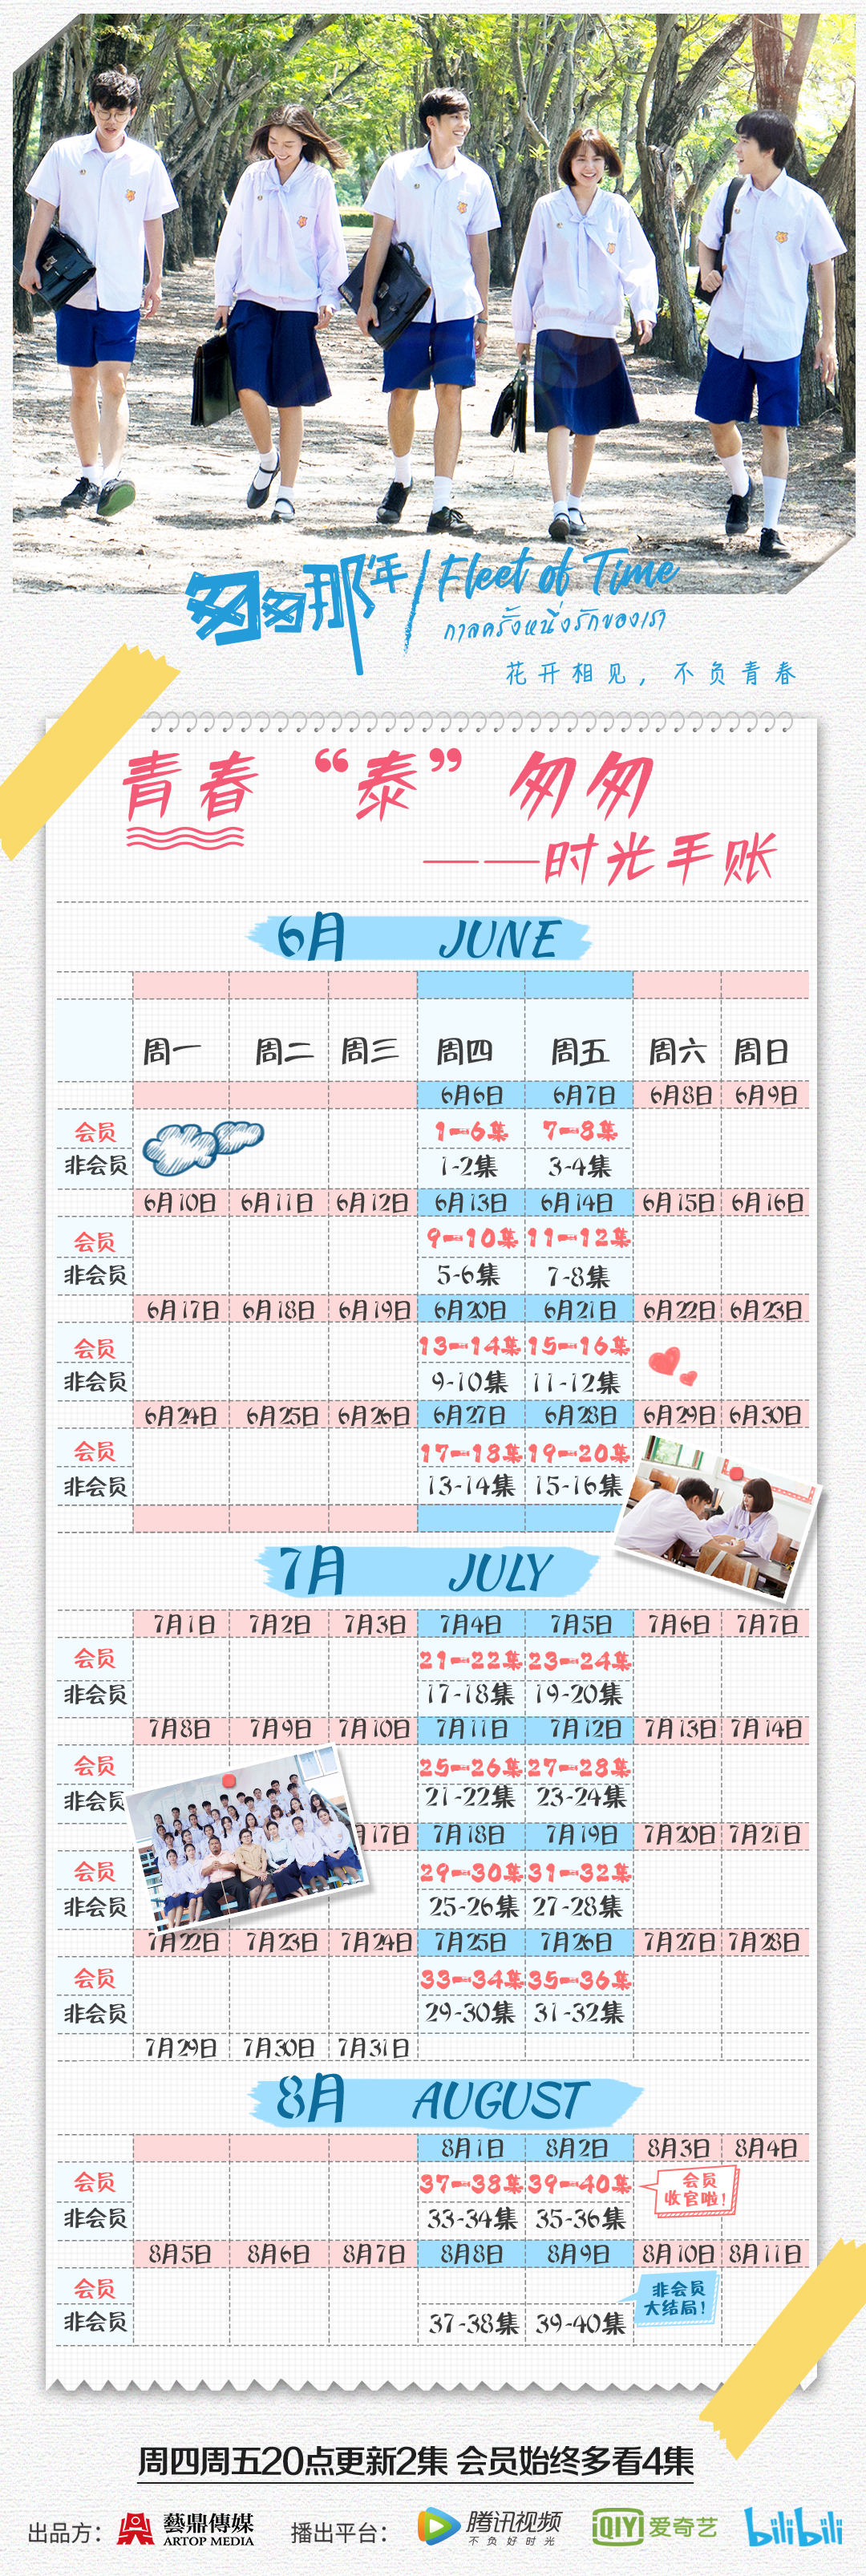 匆匆那年
Fleet of Time
กาลครั้งหนึ่งรักของเรา
花开相见，不负青春
青春“泰”匆匆
——时光手账
6月 JUNE
周一 周二 周三 周四 周五 周六 周日
6月6日 6月7日 6月8日 6月9日
会员 1-6集 7-8集
非会员 1-2集 3-4集
6月10日 6月11日 6月12日 6月13日 6月14日 6月15日 6月16日
会员 9-10集 11-12集
非会员 5-6集 7-8集
6月17日 6月18日 6月19日 6月20日 6月21日 6月22日 6月23日
会员 13-14集 15-16集
非会员 9-10集 11-12集
6月24日 6月25日 6月26日 6月27日 6月28日 6月29日 6月30日
会员 17-18集 19-20集
非会员 13-14集 15-16集
7月 JULY
7月1日 7月2日 7月3日 7月4日 7月5日 7月6日 7月7日
会员 21-22集 23-24集
非会员 17-18集 19-20集
7月8日 7月9日 7月10日 7月11日 7月12日 7月13日 7月14日
会员 25-26集 27-28集
非会员 21-22集 23-24集
月17日 7月18日 7月19日 7月20日 7月21日
会员 29-30集 31-32集
非会员 25-26集 27-28集
7月22日 7月23日 7月24日 7月25日 7月26日 7月27日 7月28日
会员 33-34集 35-36集
非会员 29-30集 31-32集
7月29日 7月30日 7月31日
8月 AUGUST
8月1日 8月2日 8月3日 8月4日
会员 37-38集 39-40集 会员
收官啦！
非会员 33-34集 35-36集
8月5日 8月6日 8月7日 8月8日 8月9日 8月10日 8月11日
会员 非会员
大结局！
非会员 37-38集 39-40集
周四周五20点更新2集 会员始终多看4集
出品方： 藝鼎傳媒 ARTOP MEDIA 播出平台： 腾讯视频 不负好时光 QIY 爱奇艺 bilibili